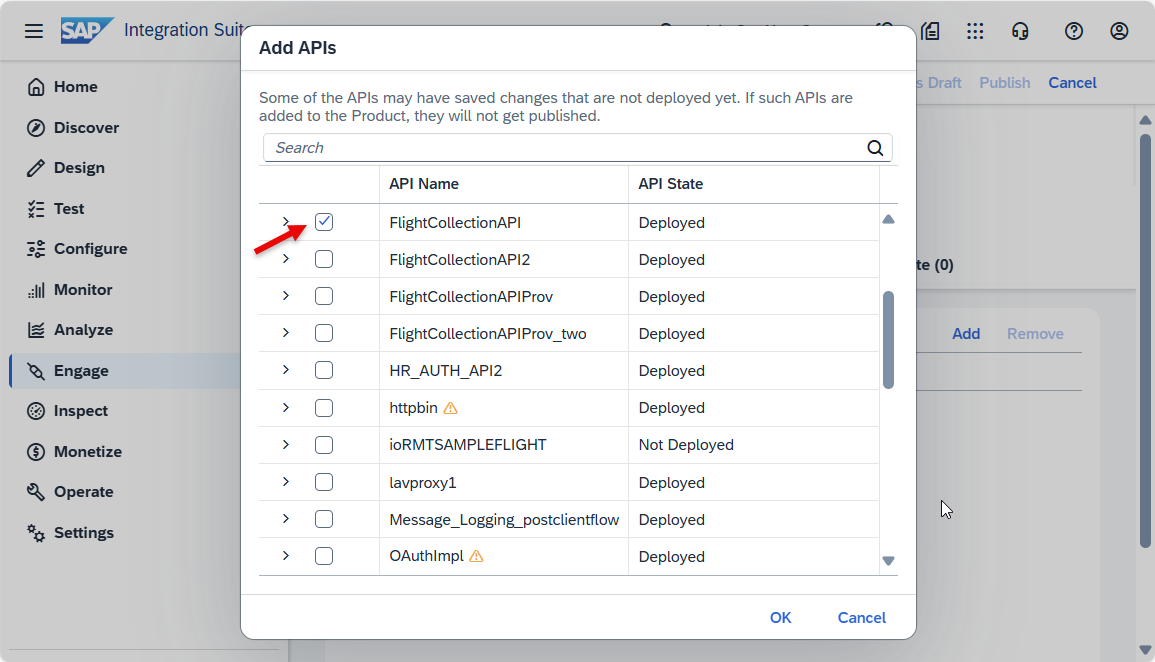 SAP
Integration Suite
Home
Discover
Design
Test
Configure
Monitor
Analyze
Engage
Inspect
Monetize
Operate
Settings
Draft
Publish
Cancel
te (0)
Add
Remove
Add APIs
Some of the APIs may have saved changes that are not deployed yet. If such APIs are
added to the Product, they will not get published.
Search
API Name API State
FlightCollectionAPI Deployed
FlightCollectionAPI2 Deployed
FlightCollectionAPIProv Deployed
FlightCollectionAPIProv_two Deployed
HR_AUTH_API2 Deployed
httpbin Deployed
ioRMTSAMPLEFLIGHT Not Deployed
lavproxy1 Deployed
Message_Logging_postclientflow Deployed
OAuthImpl Deployed
OK
Cancel